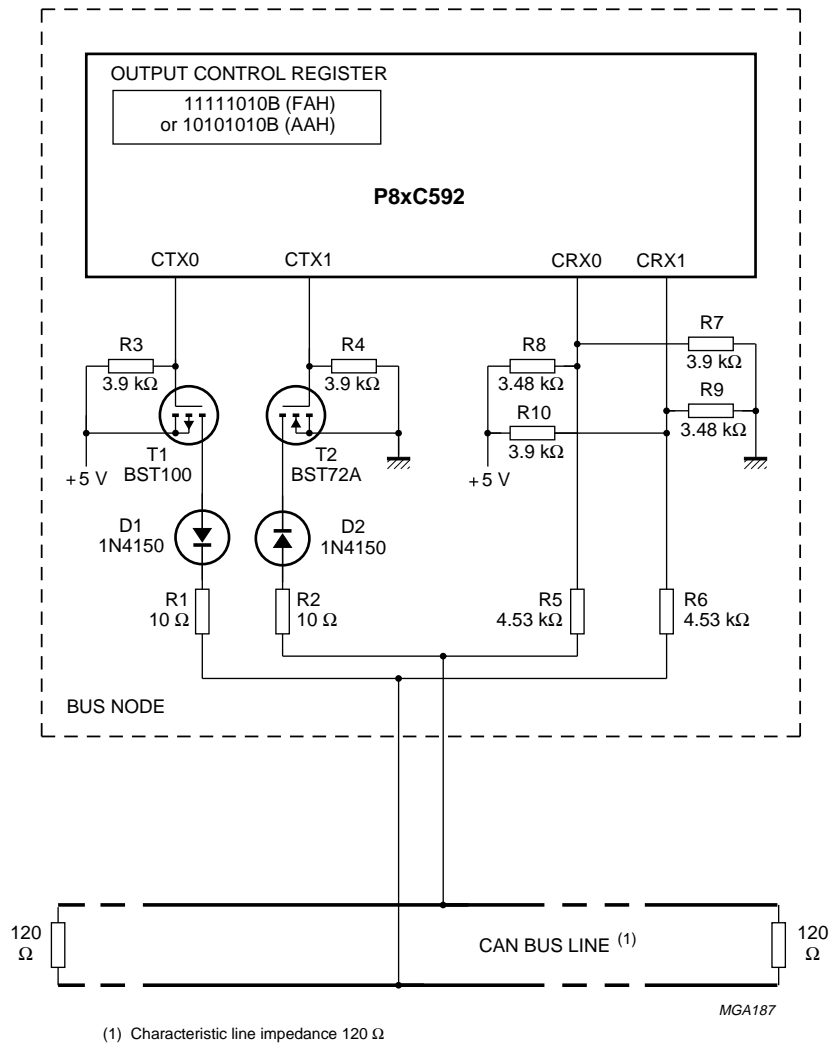 OUTPUT CONTROL REGISTER
11111010B (FAH)
or 10101010B (AAH)
P8xC592
CTX0
CTX1
CRX0
CRX1
R3
3.9 kΩ
R4
3.9 kΩ
R8
3.48 kΩ
R7
3.9 kΩ
R10
3.9 kΩ
R9
3.48 kΩ
+5 V
T1
BST100
T2
BST72A
+5 V
D1
1N4150
D2
1N4150
R1
10 Ω
R2
10 Ω
R5
4.53 kΩ
R6
4.53 kΩ
BUS NODE
120
Ω
CAN BUS LINE (1)
120
Ω
MGA187
(1) Characteristic line impedance 120 Ω